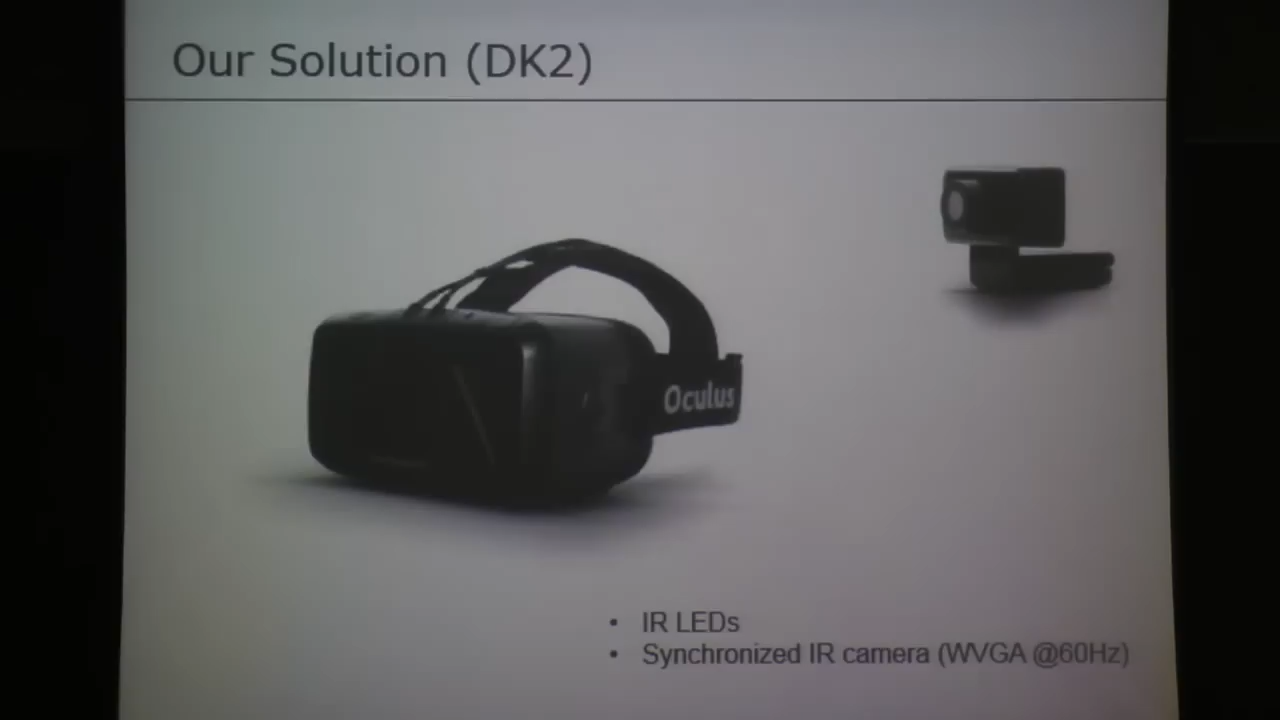 Our Solution (DK2)
Oculus
• IR LEDs
• Synchronized IR camera (WVGA @60Hz)